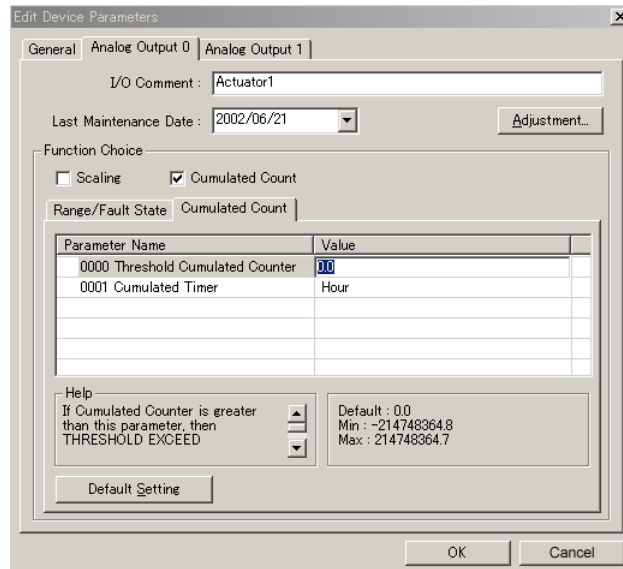 Edit Device Parameters
General Analog Output 0 Analog Output 1
I/O Comment : Actuator1
Last Maintenance Date : 2002/06/21 Adjustment...
Function Choice
Scaling Cumulated Count
Range/Fault State Cumulated Count
Parameter Name Value
0000 Threshold Cumulated Counter 0.0
0001 Cumulated Timer Hour
Help
If Cumulated Counter is greater
than this parameter, then
THRESHOLD EXCEED
Default : 0.0
Min : -214748364.8
Max : 214748364.7
Default Setting
OK Cancel